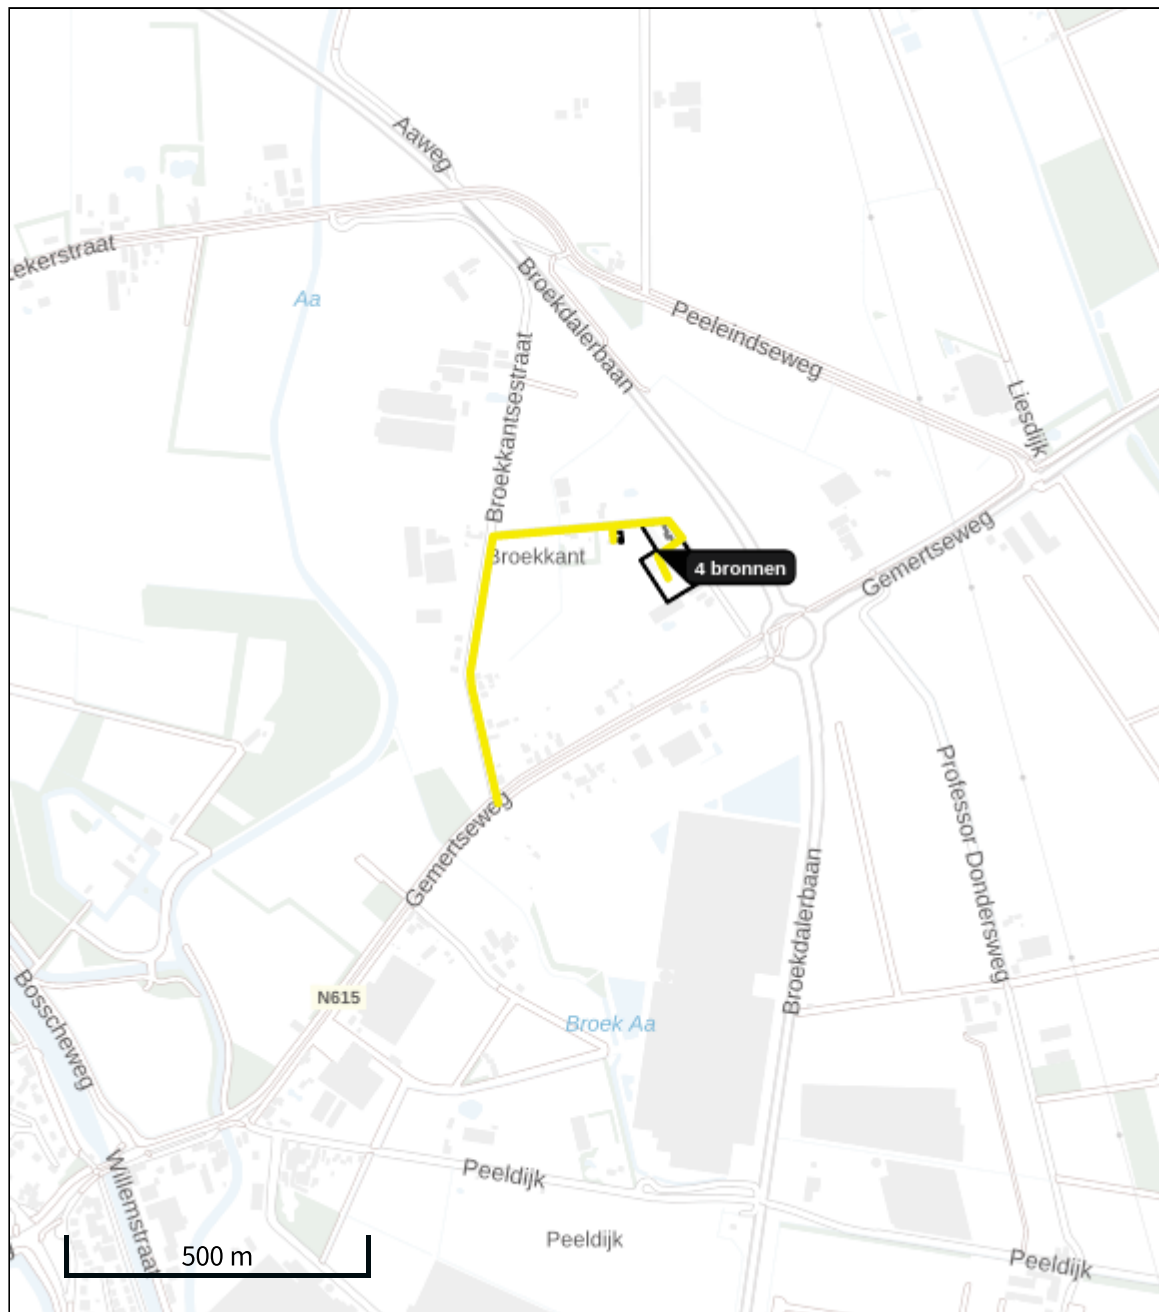 Aaweg
ekerstraat
Aa
Broekdalerbaan
Peeleindseweg
Broekkantsestraat
Liesdijk
Broekkant
4 bronnen
Gemertseweg
Gemertseweg
Professor Dondersweg
Broekdalerbaan
N615
Bosscheweg
Broek Aa
Willemstraat
Peeldijk
Peeldijk
Peeldijk
500 m